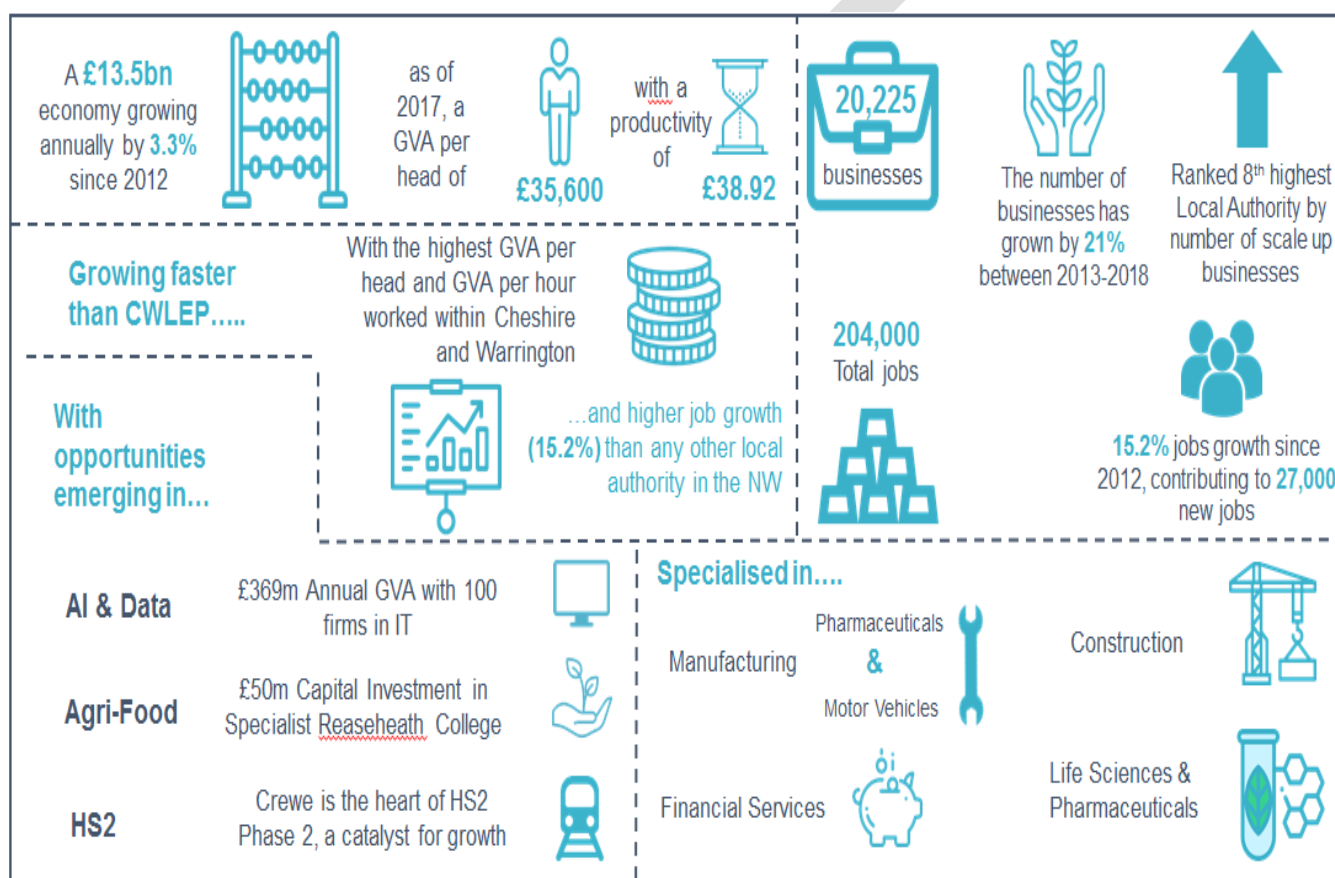 A £13.5bn
economy growing
annually by 3.3%
since 2012
as of
2017, a
GVA per
head of
£35,600
with a
productivity
of
£38.92
20,225
businesses
The number of
businesses has
grown by 21%
between 2013-2018
Ranked 8th highest
Local Authority by
number of scale up
businesses
Growing faster
than CWLEP.....
With the highest GVA per
head and GVA per hour
worked within Cheshire
and Warrington
…and higher job growth
(15.2%) than any other local
authority in the NW
204,000
Total jobs
15.2% jobs growth since
2012, contributing to 27,000
new jobs
With
opportunities
emerging in…
AI & Data
£369m Annual GVA with 100
firms in IT
Agri-Food
£50m Capital Investment in
Specialist Reaseheath College
HS2
Crewe is the heart of HS2
Phase 2, a catalyst for growth
Specialised in….
Manufacturing
Pharmaceuticals
&
Motor Vehicles
Construction
Financial Services
Life Sciences &
Pharmaceuticals